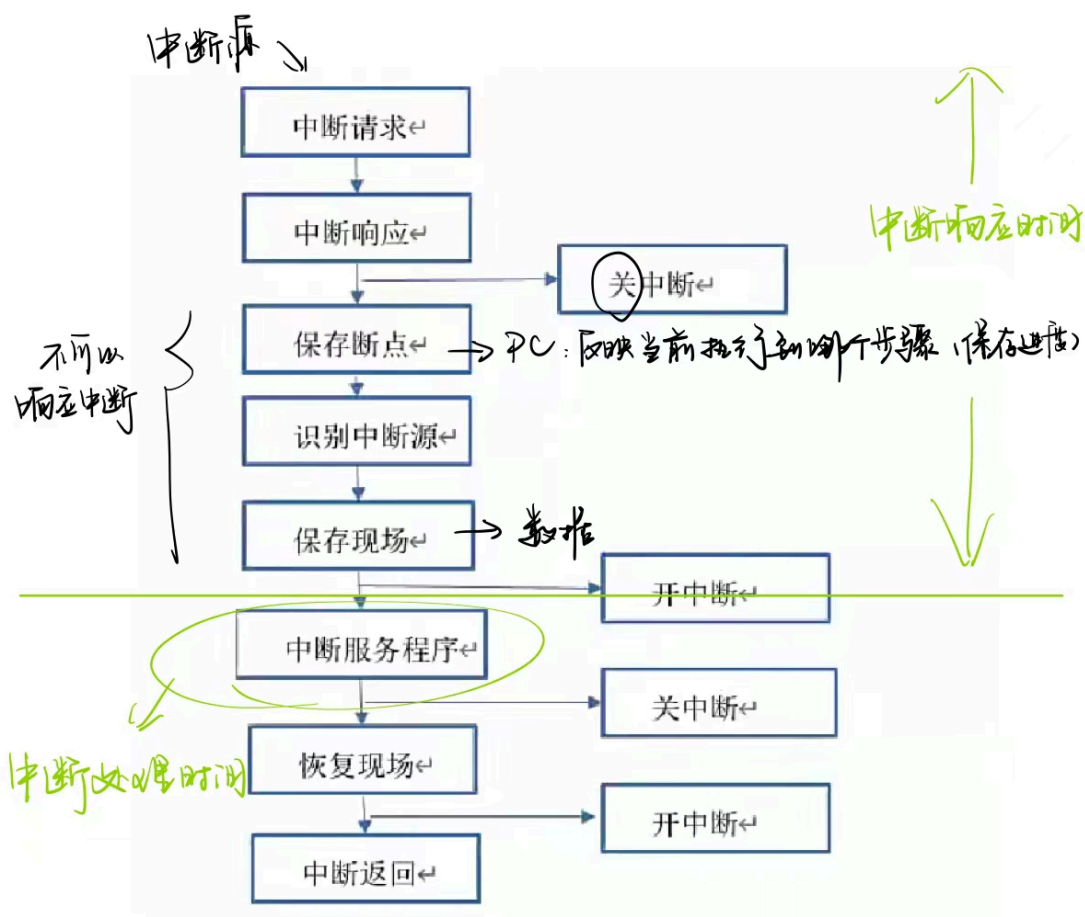 中断源
中断请求↵
中断响应↵
中断响应时间
关中断↵
保存断点↵
PC：反映当前执行到哪个步骤（保存进度）
不可以
响应中断
识别中断源↵
保存现场↵
数据
开中断↵
中断服务程序↵
关中断↵
中断处理时间
恢复现场↵
开中断↵
中断返回↵